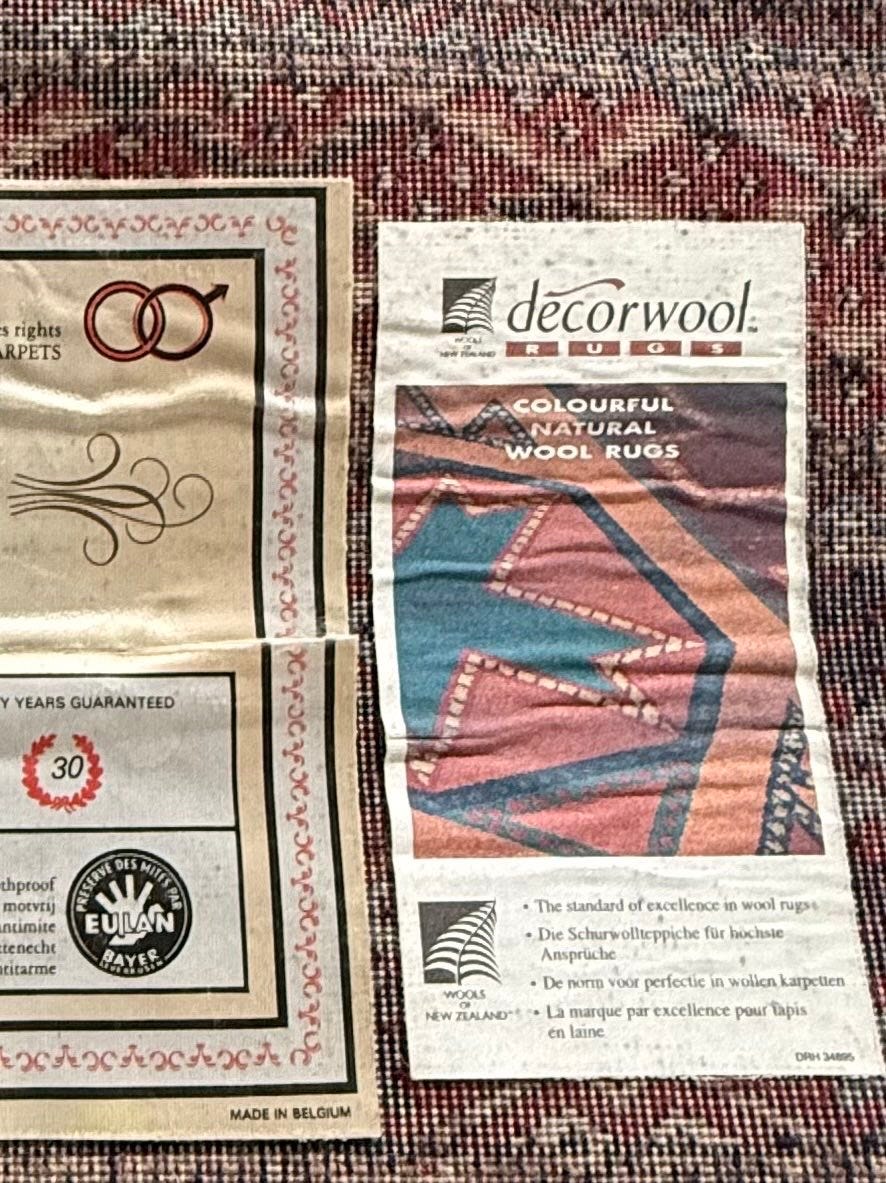 s rights
ARPETS
Y YEARS GUARANTEED
30
thproof
motvrij
antimite
ttenecht
ntitarme
PRESERVE DES MITES PAR
EULAN
BAYER
LEVERKUSEN
MADE IN BELGIUM
WOOLS
OF
NEW ZEALAND
decorwool™
RUGS
COLOURFUL
NATURAL
WOOL RUGS
WOOLS
OF
NEW ZEALAND
• The standard of excellence in wool rugs
• Die Schurwollteppiche für höchste
Ansprüche
• De norm voor perfectie in wollen karpetten
• La marque par excellence pour tapis
en laine
DRH 34895